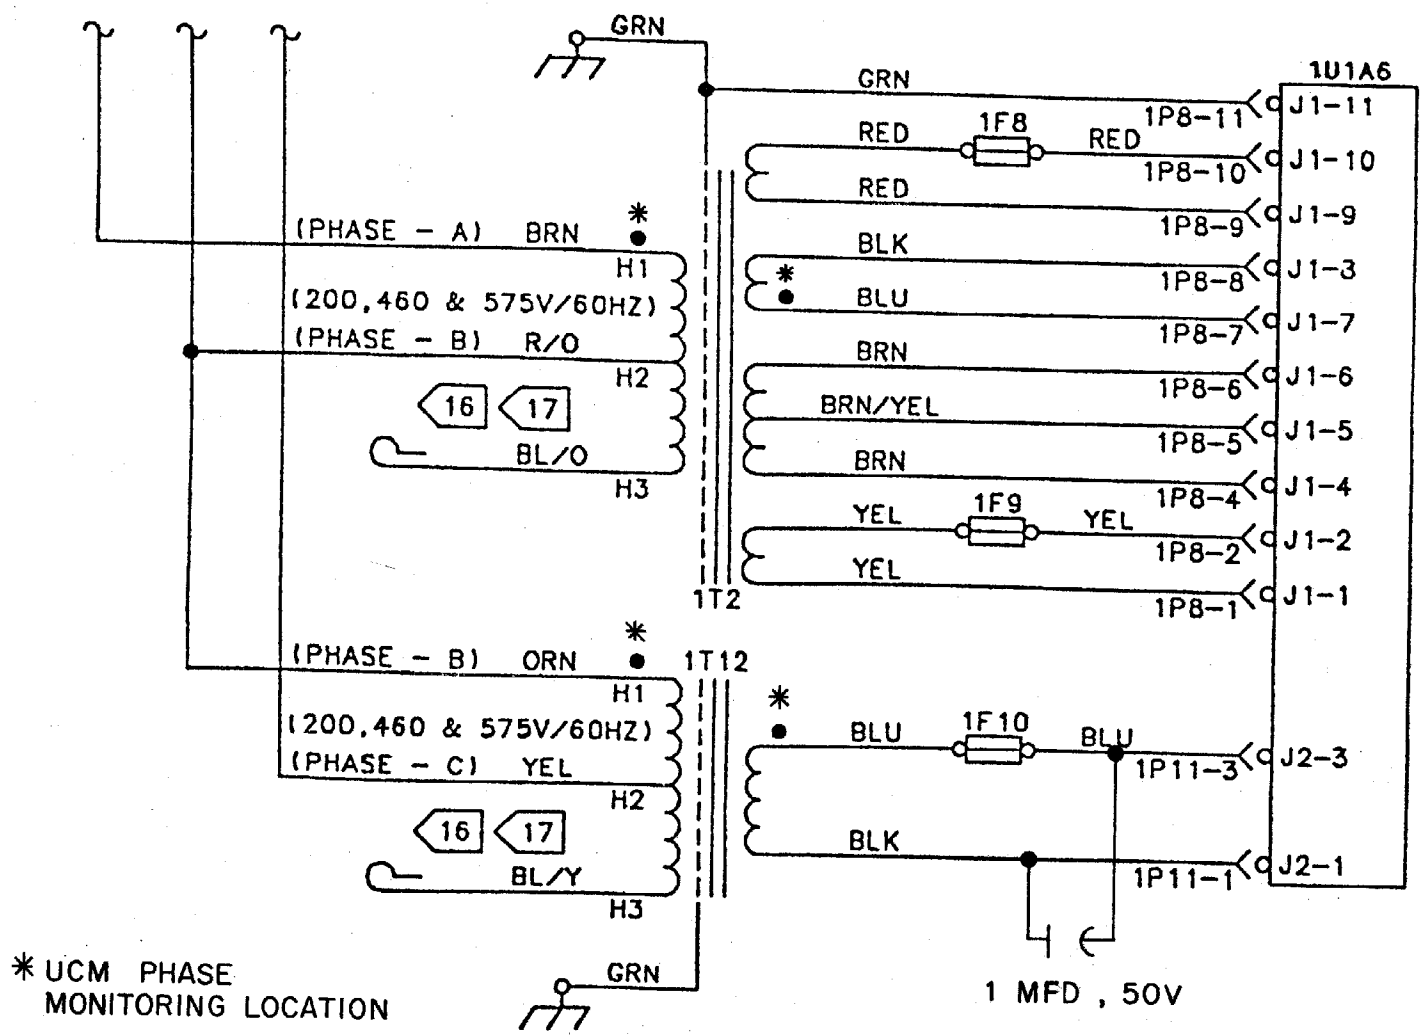 GRN
1U1A6
GRN
1P8-11
J1-11
RED
1F8
RED
1P8-10
J1-10
RED
1P8-9
J1-9
(PHASE - A) BRN
*
H1
BLK
1P8-8
J1-3
(200,460 & 575V/60HZ)
*
BLU
1P8-7
J1-7
(PHASE - B) R/O
H2
BRN
1P8-6
J1-6
16
17
BRN/YEL
1P8-5
J1-5
BL/O
H3
BRN
1P8-4
J1-4
YEL
1F9
YEL
1P8-2
J1-2
YEL
1P8-1
J1-1
1T2
*
(PHASE - B) ORN
H1
1T12
(200,460 & 575V/60HZ)
*
BLU
1F10
BLU
1P11-3
J2-3
(PHASE - C) YEL
H2
16
17
BLK
1P11-1
J2-1
BL/Y
H3
GRN
1 MFD , 50V
* UCM PHASE
MONITORING LOCATION